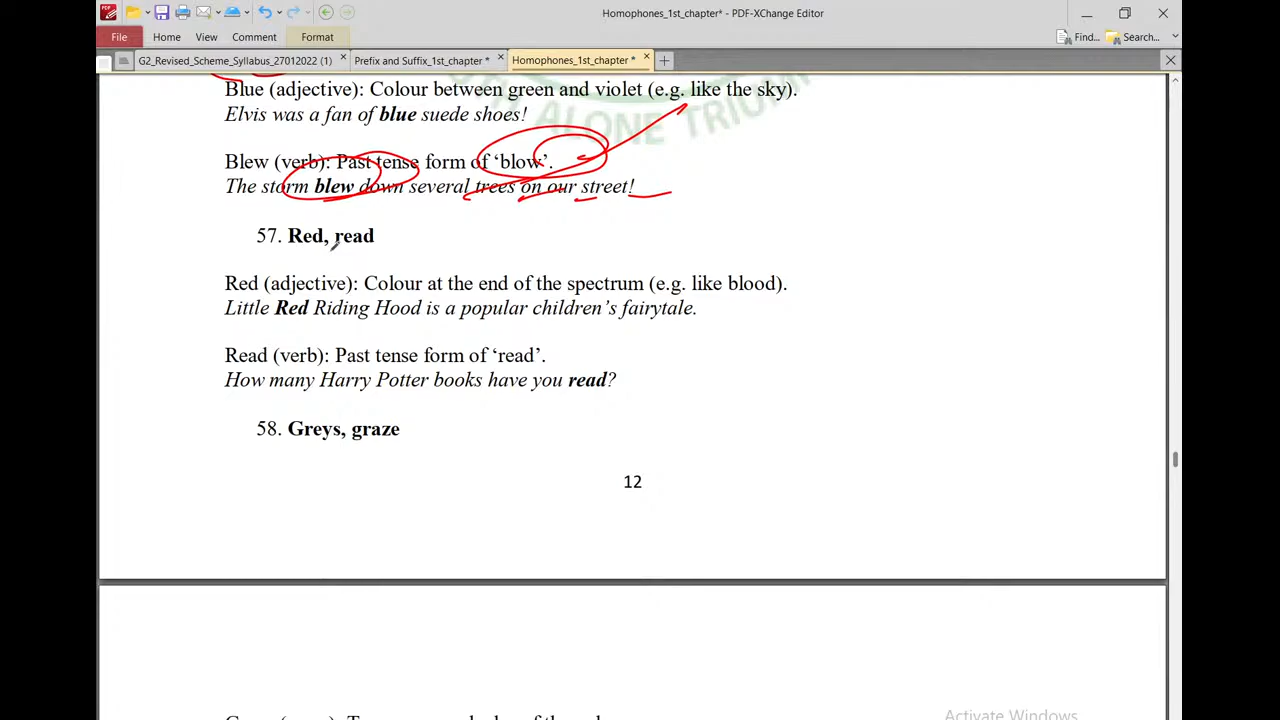 Homophones_1st_chapter* - PDF-XChange Editor
File Home View Comment Format Find... Search...
G2_Revised_Scheme_Syllabus_27012022 (1) Prefix and Suffix_1st_chapter * Homophones_1st_chapter *
ALONE TRIUM
Blue (adjective): Colour between green and violet (e.g. like the sky).
Elvis was a fan of blue suede shoes!
Blew (verb): Past tense form of ‘blow’.
The storm blew down several trees on our street!
57. Red, read
Red (adjective): Colour at the end of the spectrum (e.g. like blood).
Little Red Riding Hood is a popular children’s fairytale.
Read (verb): Past tense form of ‘read’.
How many Harry Potter books have you read?
58. Greys, graze
12
Activate Windows